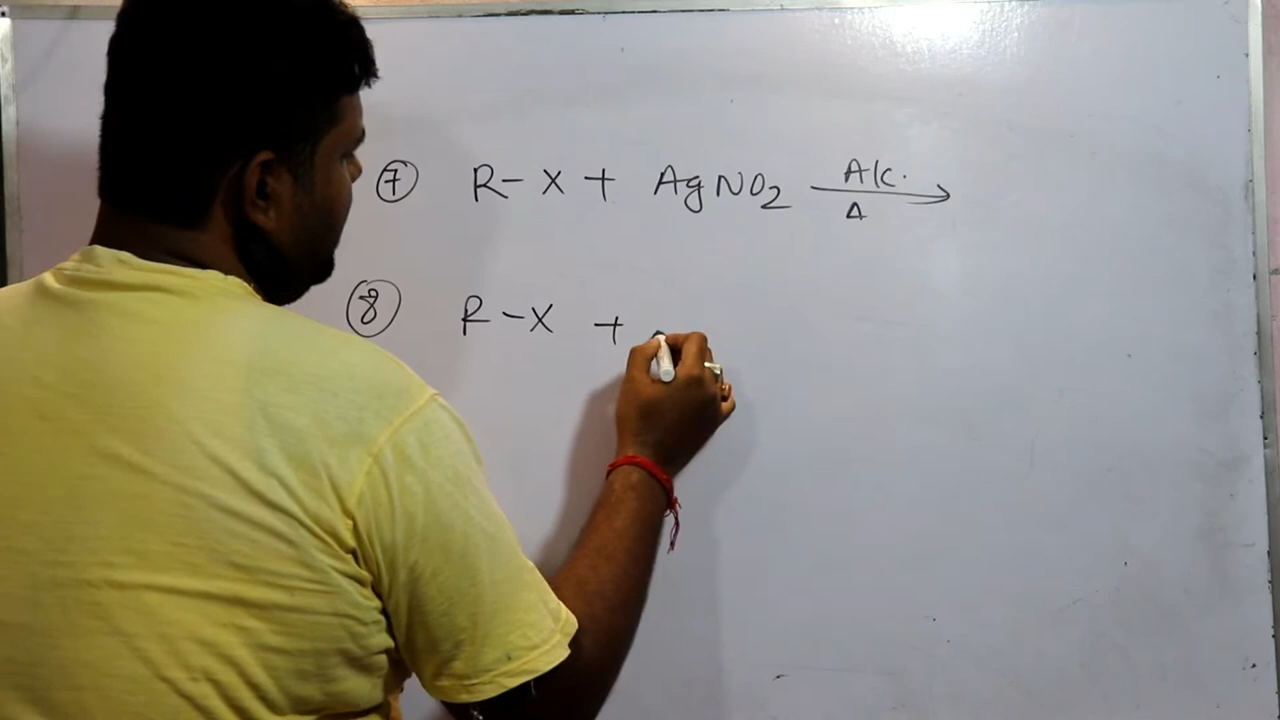 ⑦ R-X + AgNO2 Alc. Δ →
⑧ R-X +